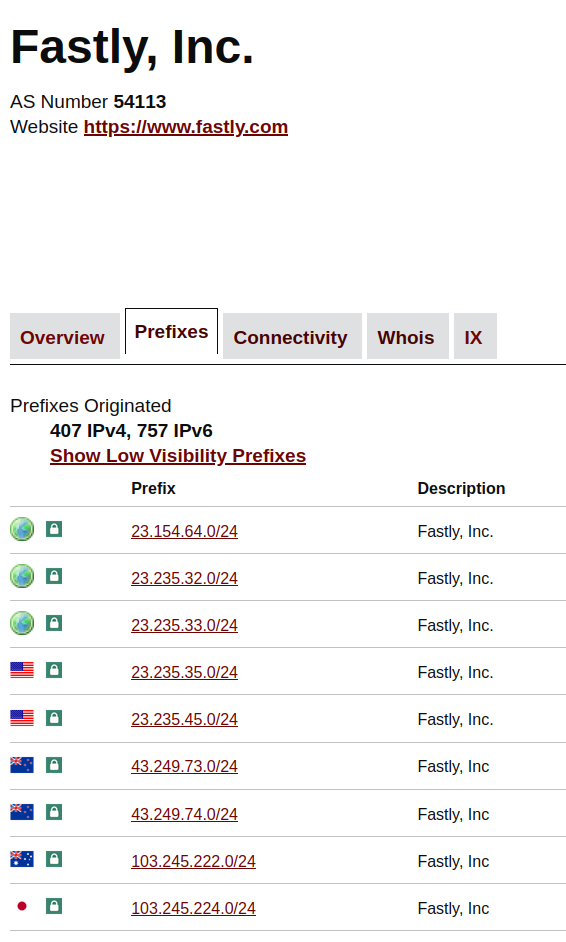 Fastly, Inc.
AS Number 54113
Website https://www.fastly.com
Overview Prefixes Connectivity Whois IX
Prefixes Originated
407 IPv4, 757 IPv6
Show Low Visibility Prefixes
Prefix Description
23.154.64.0/24 Fastly, Inc.
23.235.32.0/24 Fastly, Inc.
23.235.33.0/24 Fastly, Inc.
23.235.35.0/24 Fastly, Inc.
23.235.45.0/24 Fastly, Inc.
43.249.73.0/24 Fastly, Inc
43.249.74.0/24 Fastly, Inc
103.245.222.0/24 Fastly, Inc
103.245.224.0/24 Fastly, Inc